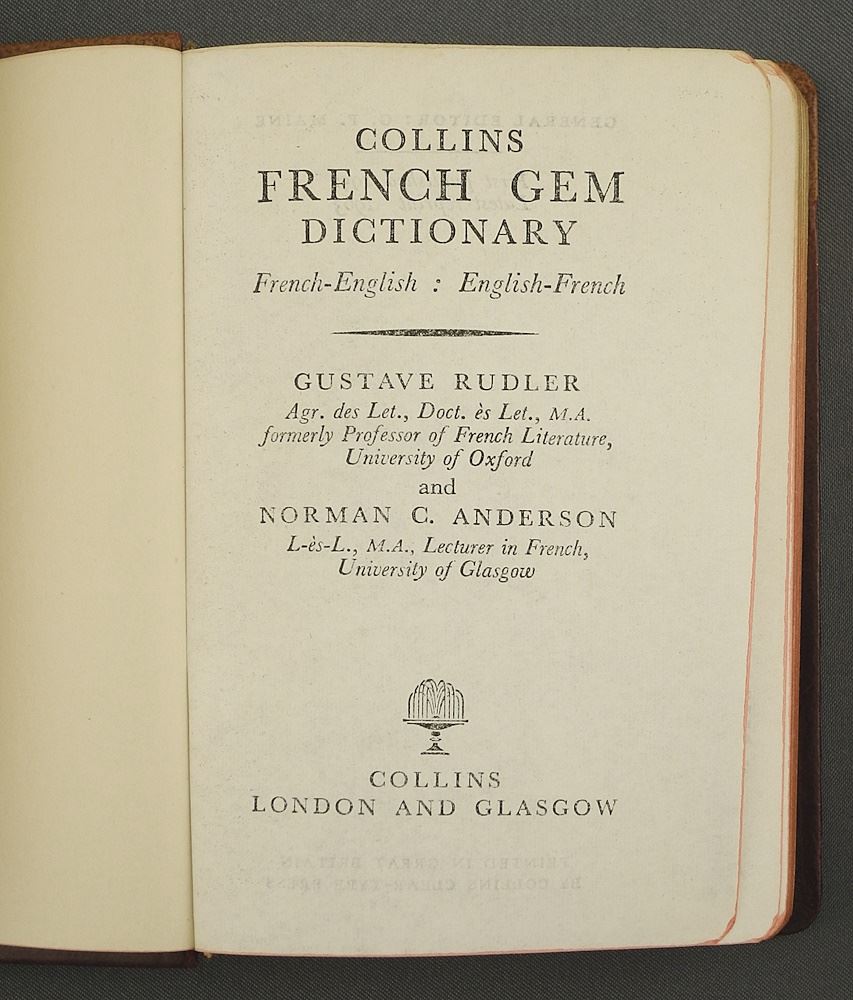 COLLINS
FRENCH GEM
DICTIONARY
French-English : English-French
GUSTAVE RUDLER
Agr. des Let., Doct. ès Let., M.A.
formerly Professor of French Literature,
University of Oxford
and
NORMAN C. ANDERSON
L-ès-L., M.A., Lecturer in French,
University of Glasgow
COLLINS
LONDON AND GLASGOW